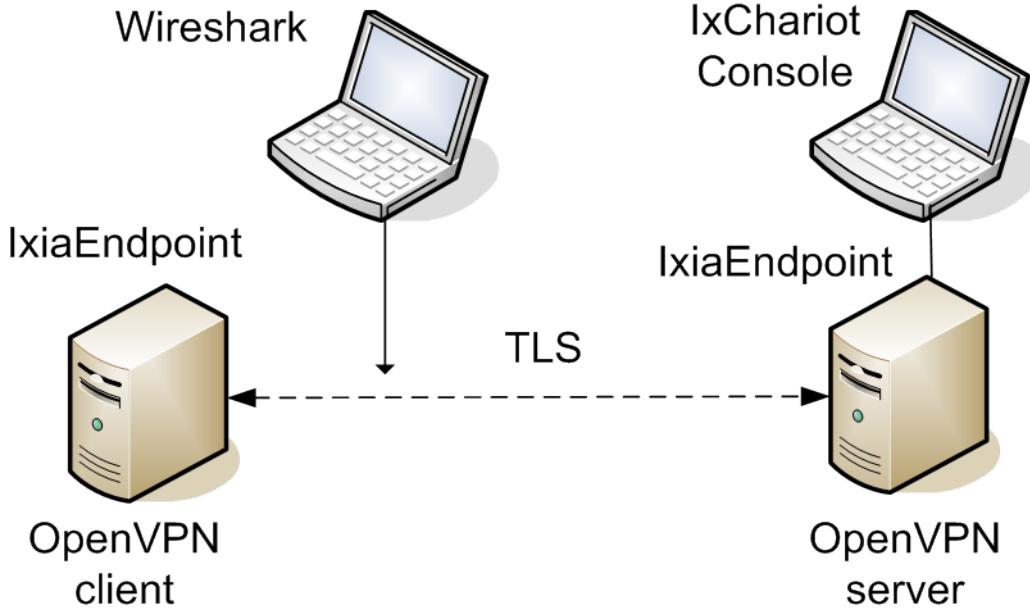 Wireshark
IxChariot
Console
IxiaEndpoint
IxiaEndpoint
TLS
OpenVPN
client
OpenVPN
server